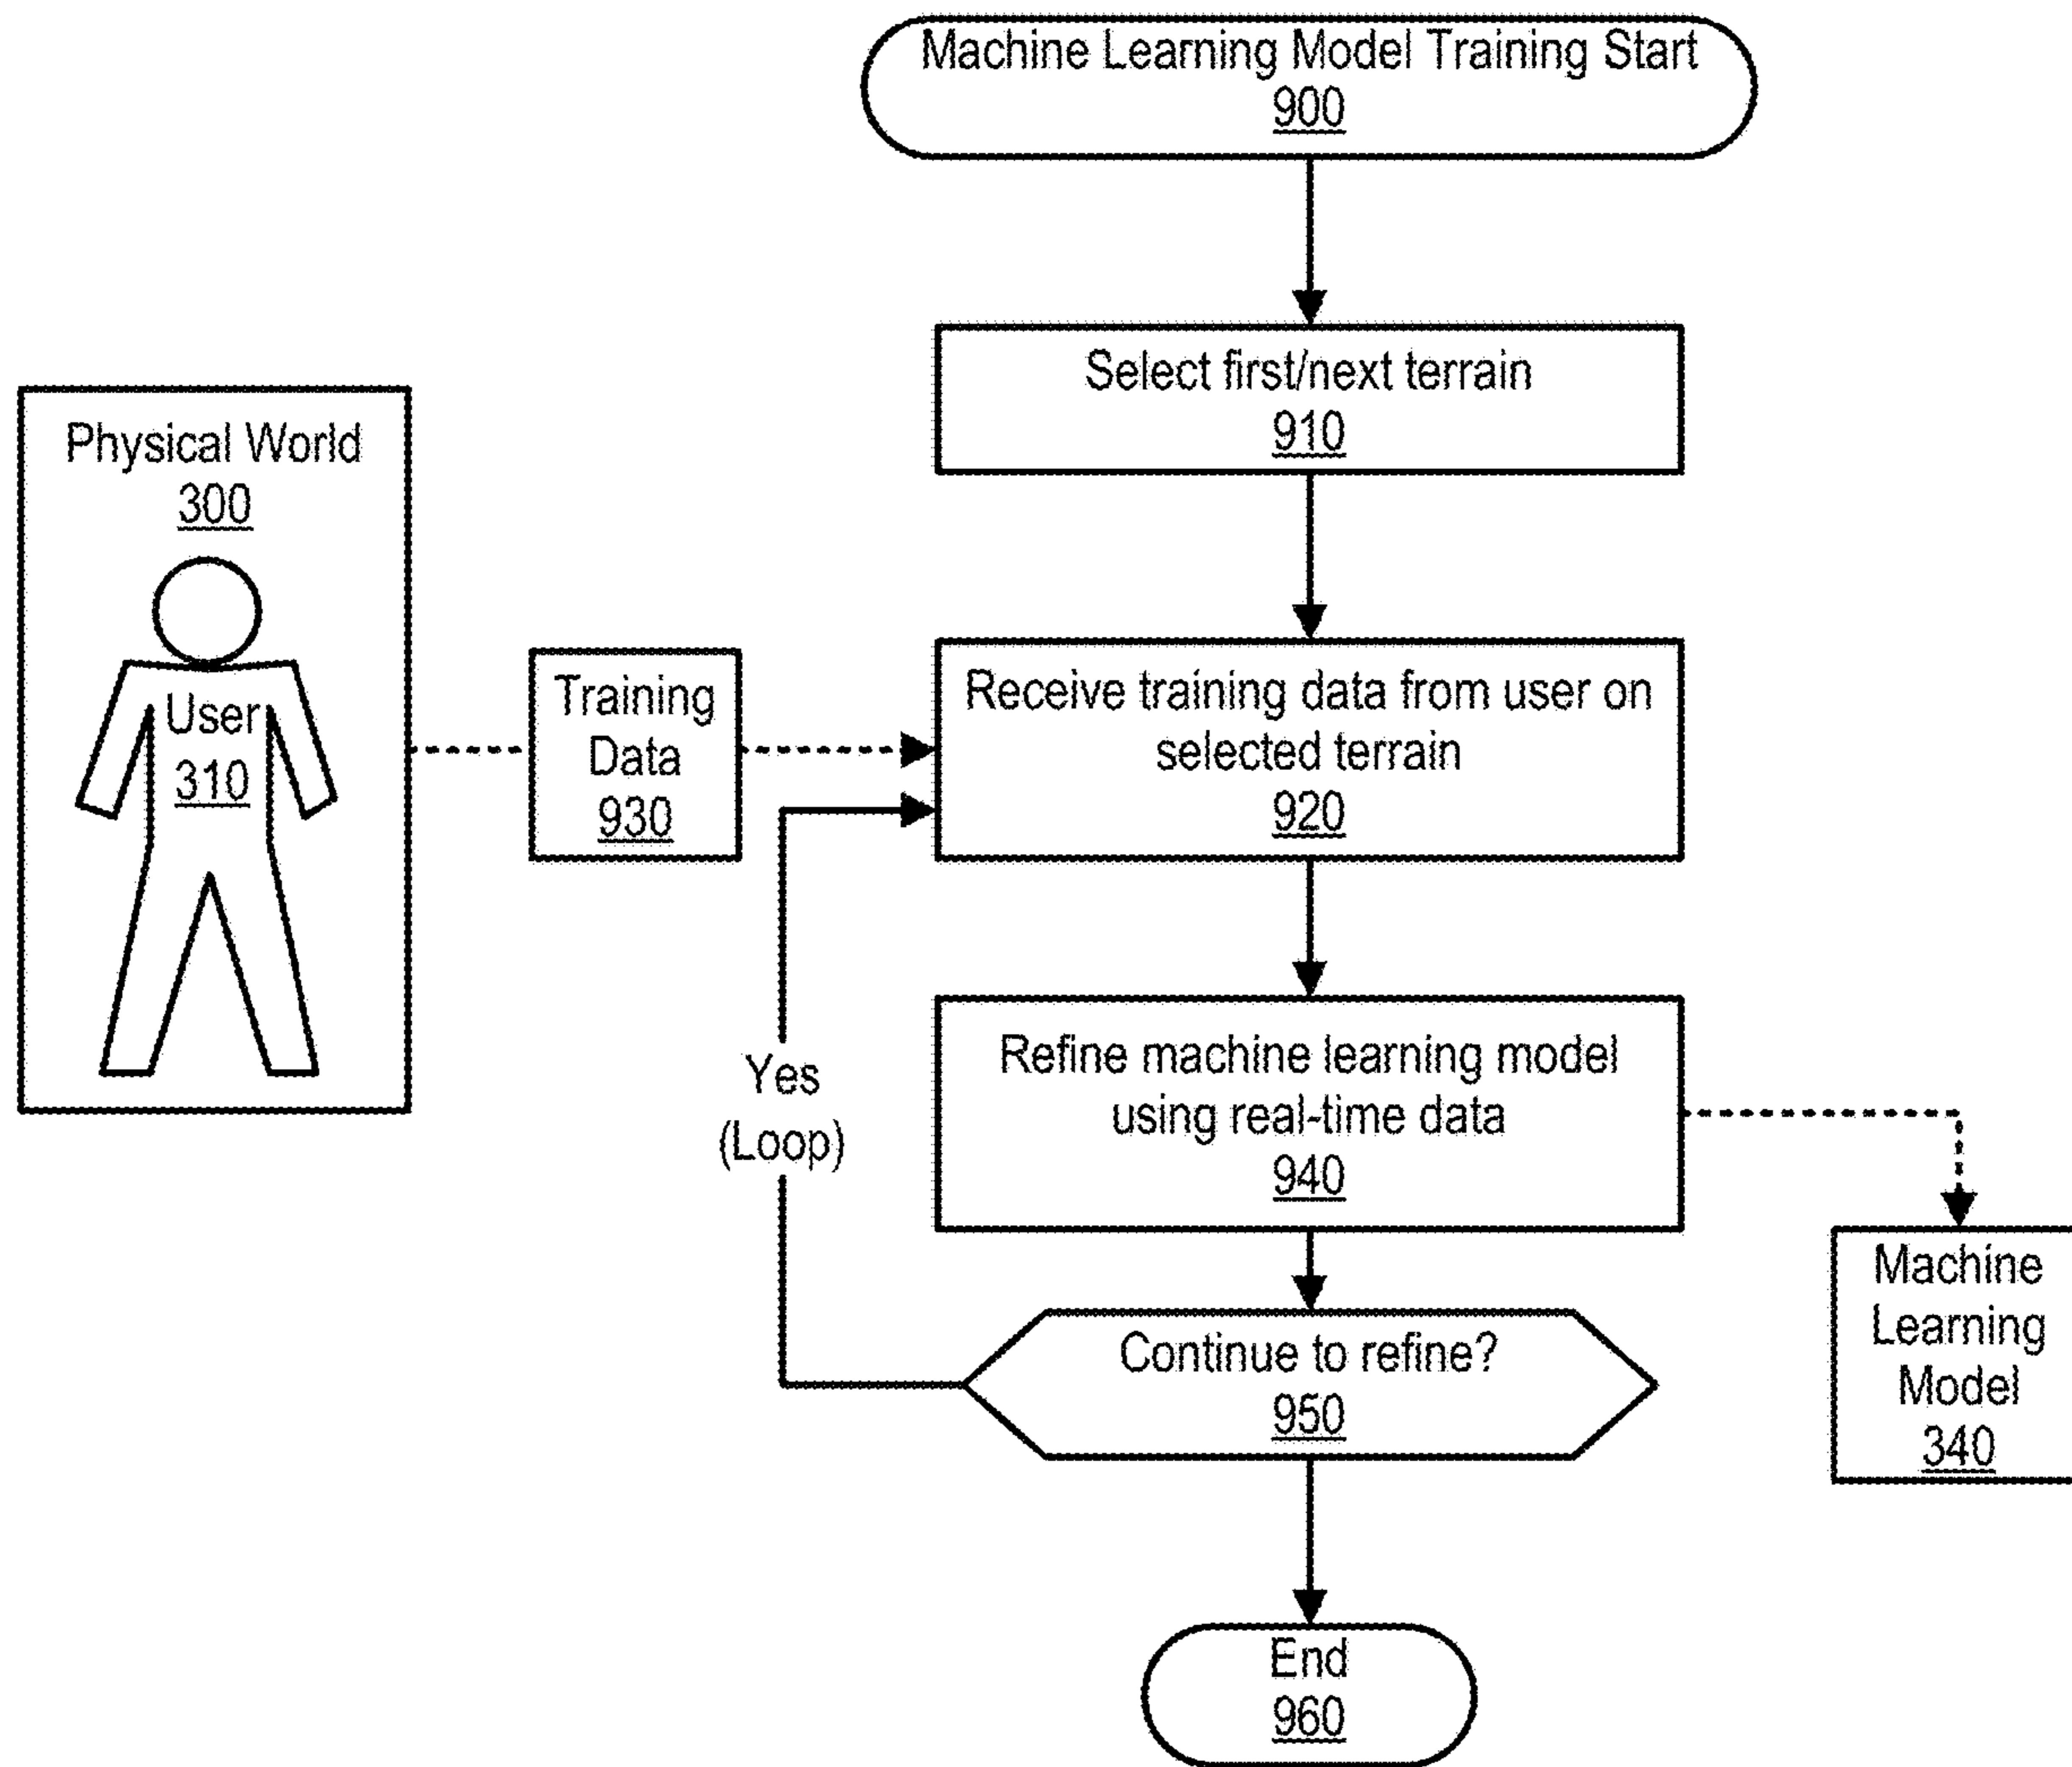 Machine Learning Model Training Start
900
Select first/next terrain
910
Physical World
300
User
310
Training
Data
930
Receive training data from user on
selected terrain
920
Refine machine learning model
using real-time data
940
Yes
(Loop)
Machine
Learning
Model
340
Continue to refine?
950
End
960